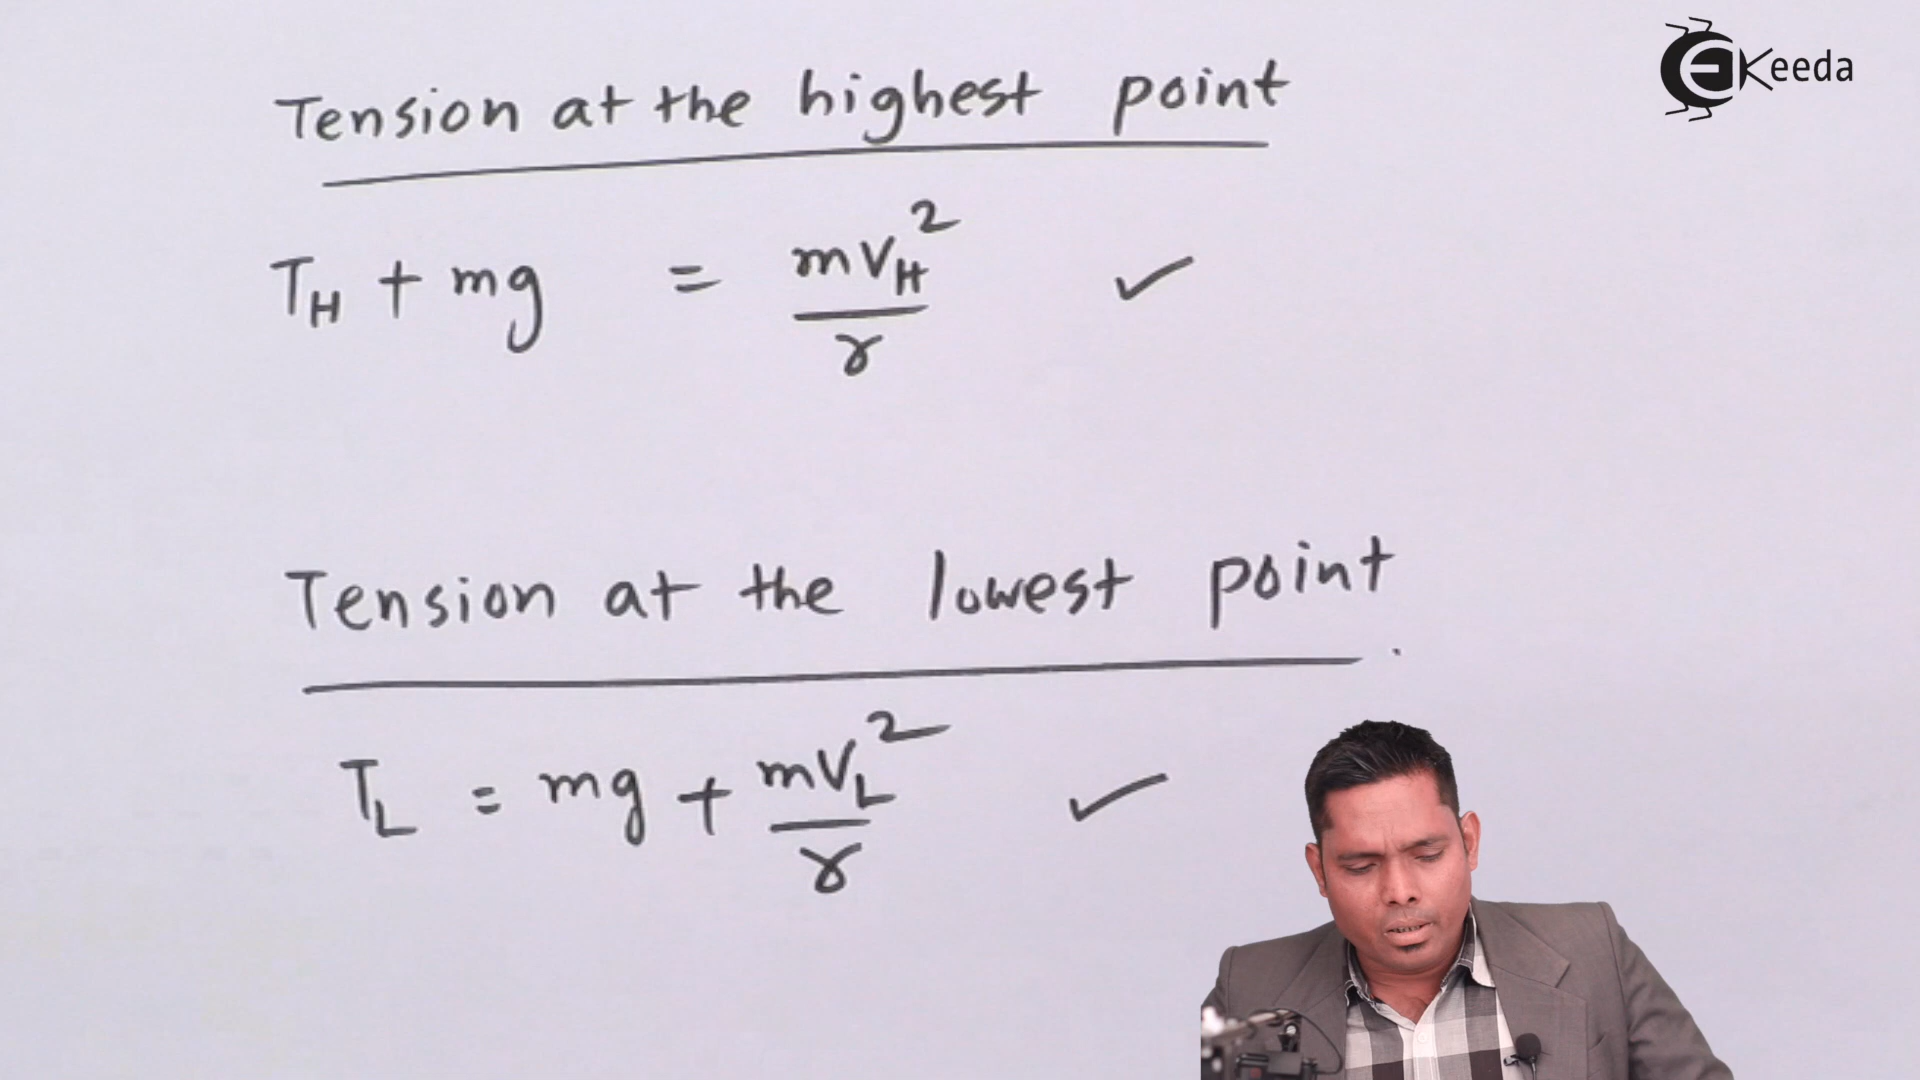 EKeeda
Tension at the highest point
T_H + mg = mV_H^2 / r ✓
Tension at the lowest point
T_L = mg + mV_L^2 / r ✓